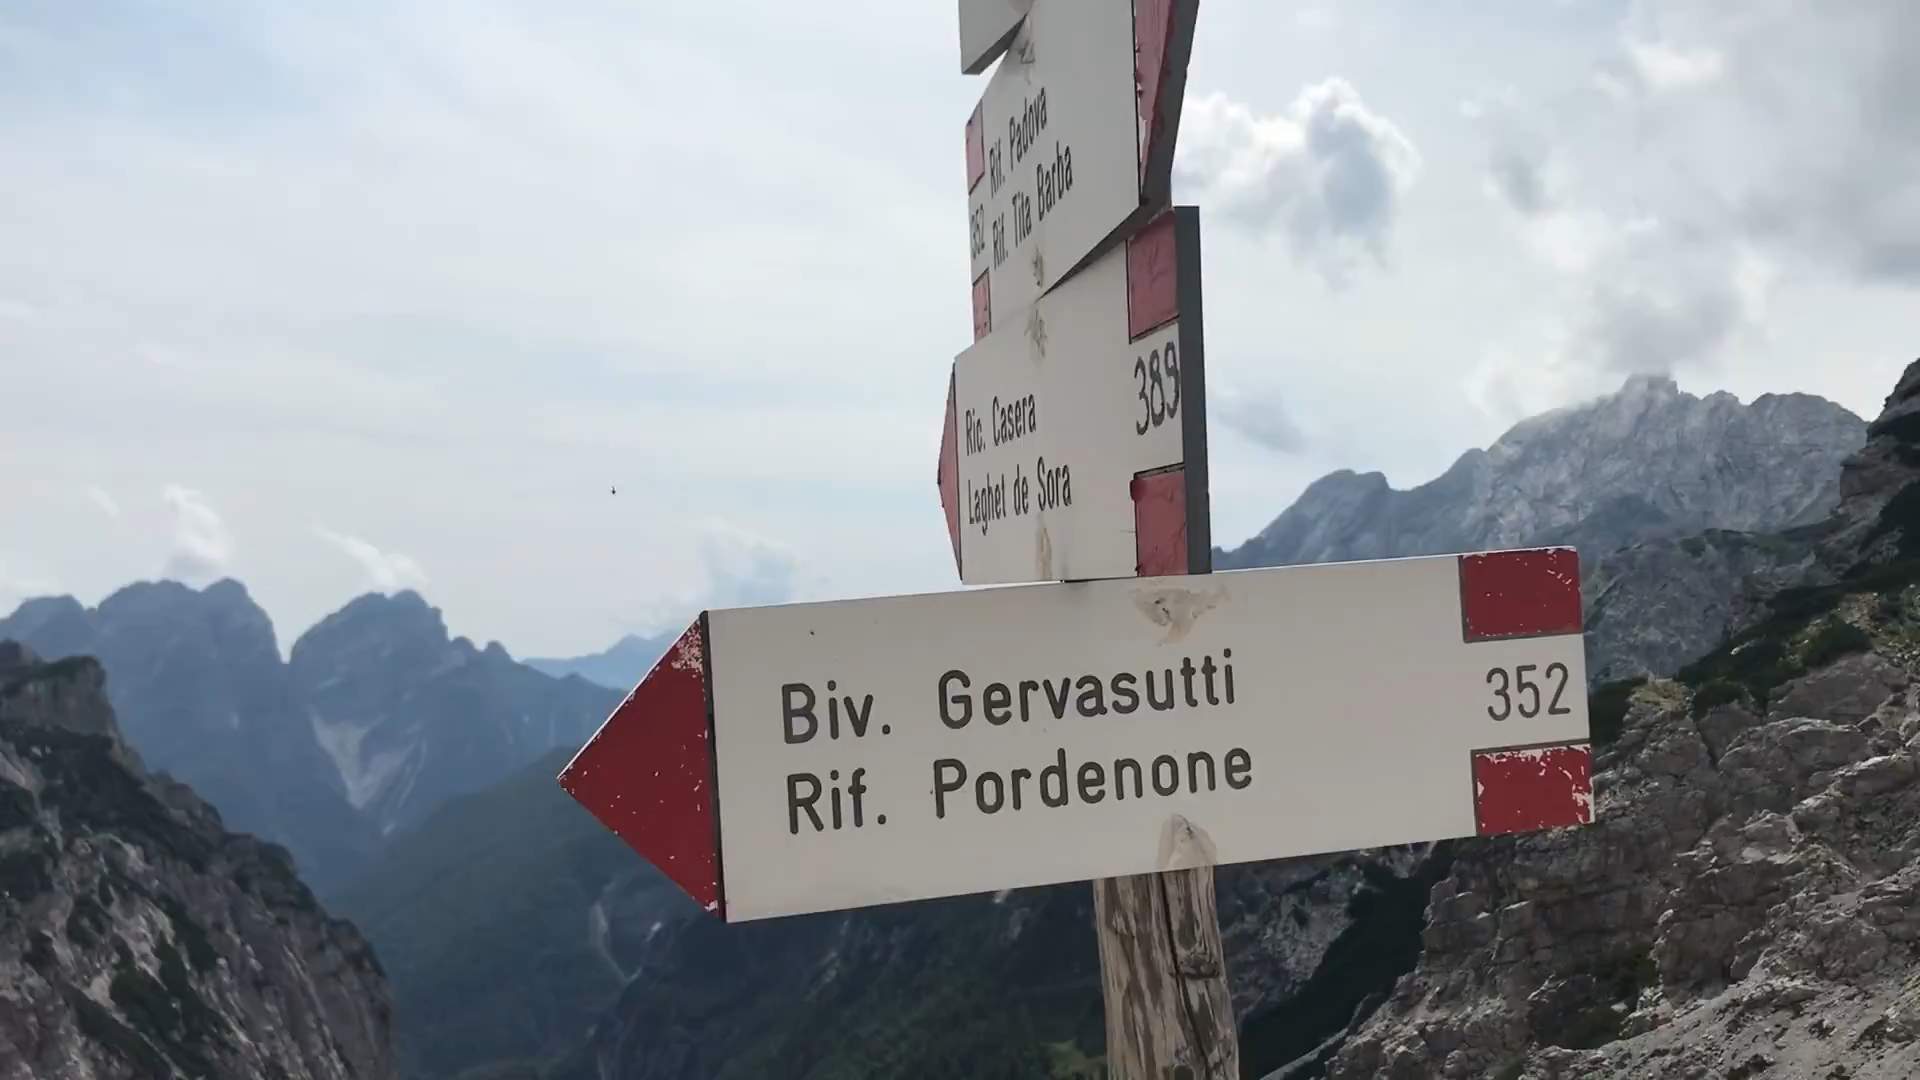 Rif. Padova
352 Rif. Tita Barba
389
Ric. Casera
Laghet de Sora
Biv. Gervasutti
352
Rif. Pordenone